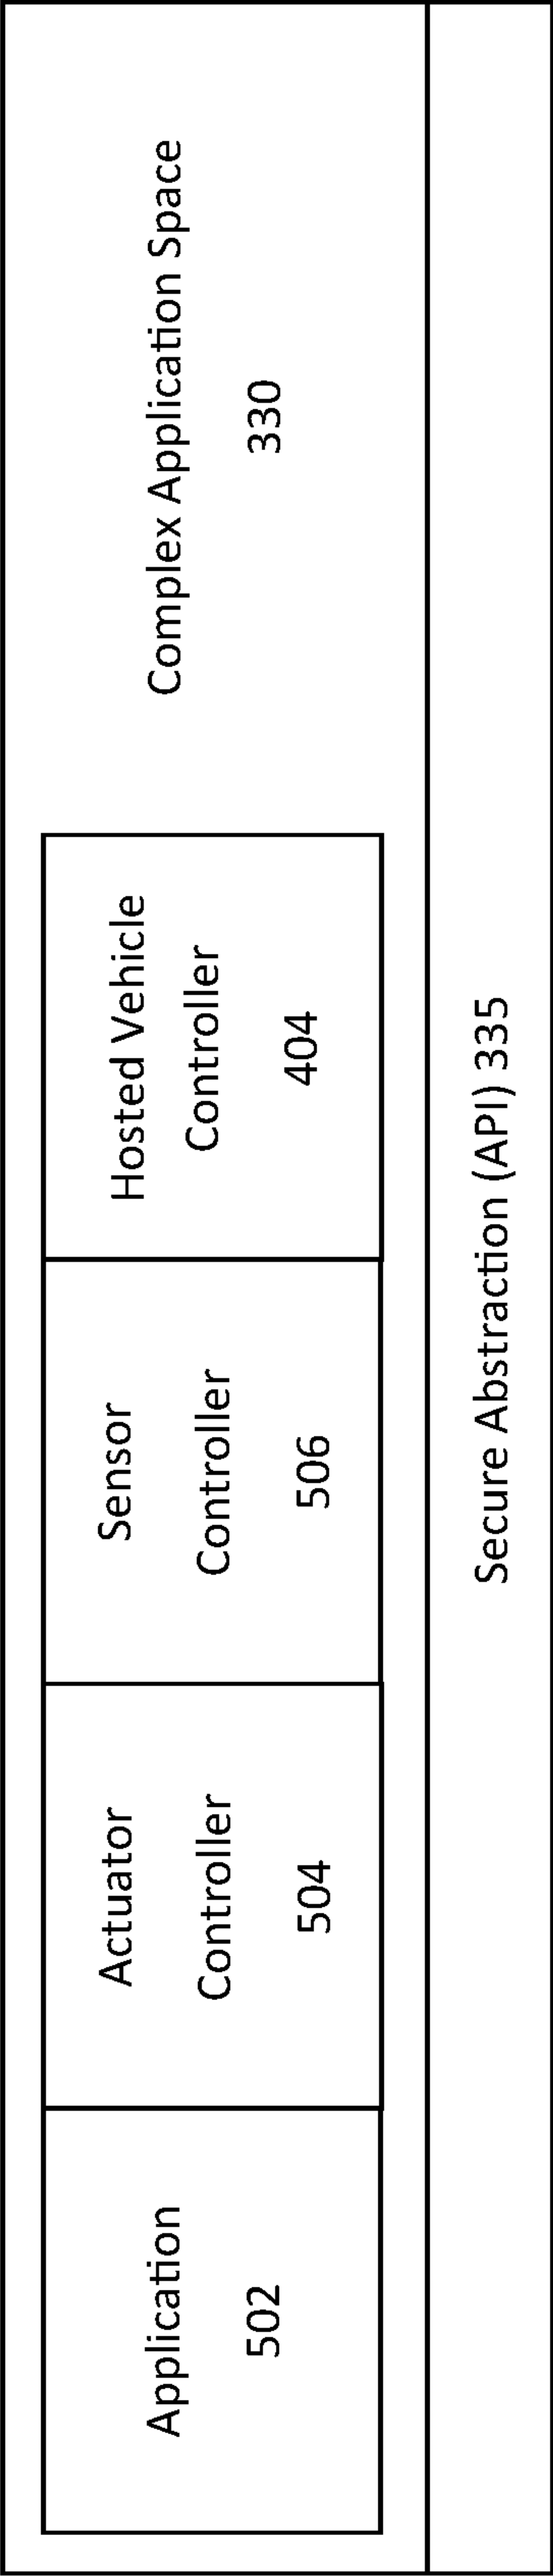 Application
502
Actuator
Controller
504
Sensor
Controller
506
Hosted Vehicle
Controller
404
Complex Application Space
330
Secure Abstraction (API) 335